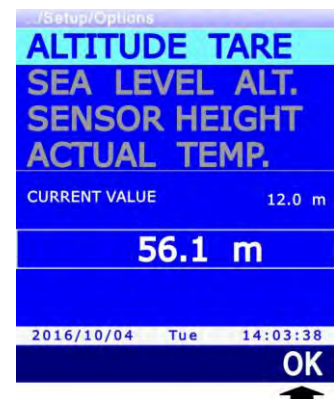 ../Setup/Options
ALTITUDE TARE
SEA LEVEL ALT.
SENSOR HEIGHT
ACTUAL TEMP.
CURRENT VALUE 12.0 m
56.1 m
2016/10/04 Tue 14:03:38
OK